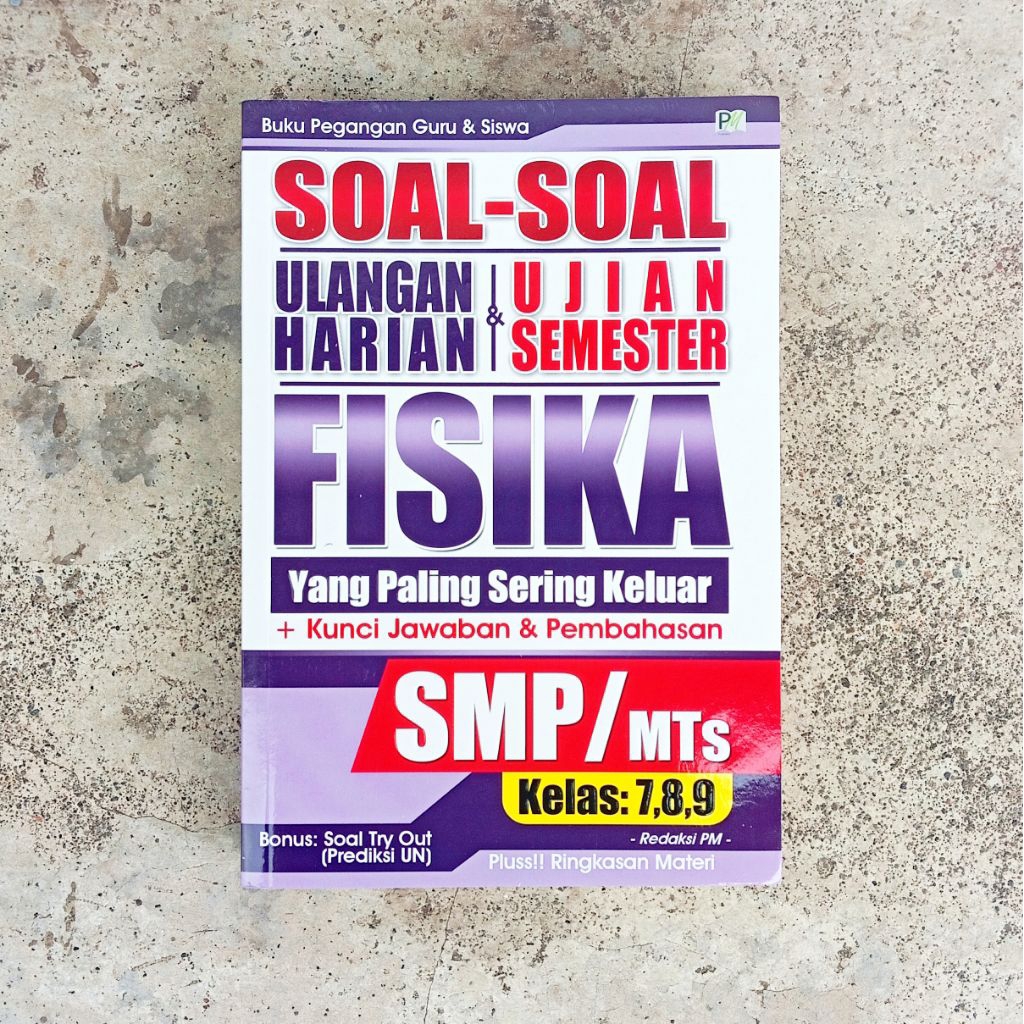 Buku Pegangan Guru & Siswa
PM
SOAL-SOAL
ULANGAN HARIAN & UJIAN SEMESTER
FISIKA
Yang Paling Sering Keluar
+ Kunci Jawaban & Pembahasan
SMP/MTs
Kelas: 7,8,9
- Redaksi PM -
Bonus: Soal Try Out
(Prediksi UN)
Pluss!! Ringkasan Materi